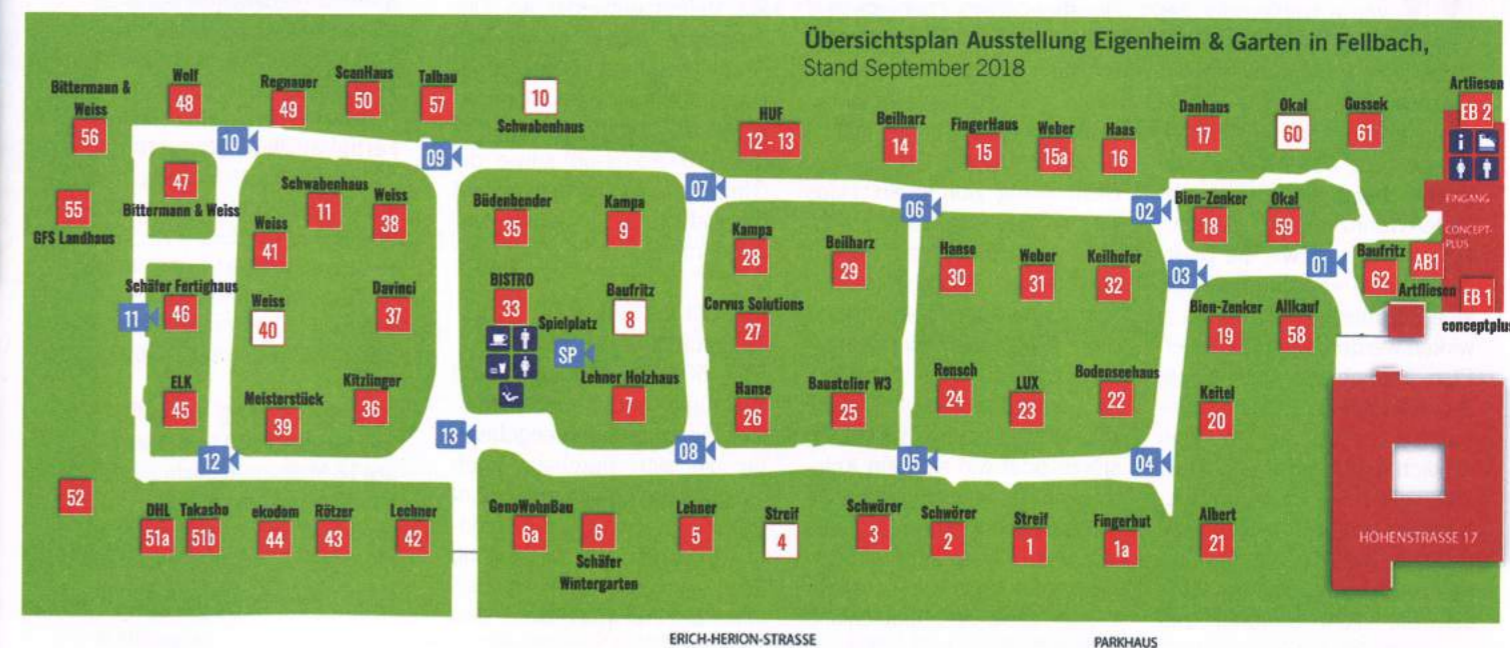 Übersichtsplan Ausstellung Eigenheim & Garten in Fellbach,
Stand September 2018
Bittermann &
Weiss
56
Wolf
48
Regnauer
49
ScanHaus
50
Talbau
57
10
Schwabenhaus
HUF
12 - 13
Beilharz
14
FingerHaus
15
Weber
15a
Haas
16
Danhaus
17
Okal
60
Gussek
61
Artfliesen
EB 2
i
EINGANG
CONCEPT-
PLUS
10
09
07
06
02
03
01
47
Bittermann & Weiss
55
GFS Landhaus
Schwabenhaus
11
Weiss
38
Weiss
41
Büdenbender
35
Kampa
9
Kampa
28
Beilharz
29
Hanse
30
Weber
31
Keilhofer
32
Bien-Zenker
18
Okal
59
Baufritz
62
AB1
Artfliesen
EB 1
conceptplus
Schäfer Fertighaus
46
11
Weiss
40
Davinci
37
BISTRO
33
Spielplatz
SP
Baufritz
8
Corvus Solutions
27
Bien-Zenker
19
Allkauf
58
ELK
45
Meisterstück
39
Kitzlinger
36
Lehner Holzhaus
7
Hanse
26
Baustelier W3
25
Rensch
24
LUX
23
Bodenseehaus
22
Keitel
20
12
13
08
05
04
52
DHL
51a
Takasho
51b
ekodom
44
Rötzer
43
Lechner
42
GenoWohnBau
6a
6
Schäfer
Wintergarten
Lehner
5
Streif
4
Schwörer
3
Schwörer
2
Streif
1
Fingerhut
1a
Albert
21
HÖHENSTRASSE 17
ERICH-HERION-STRASSE
PARKHAUS